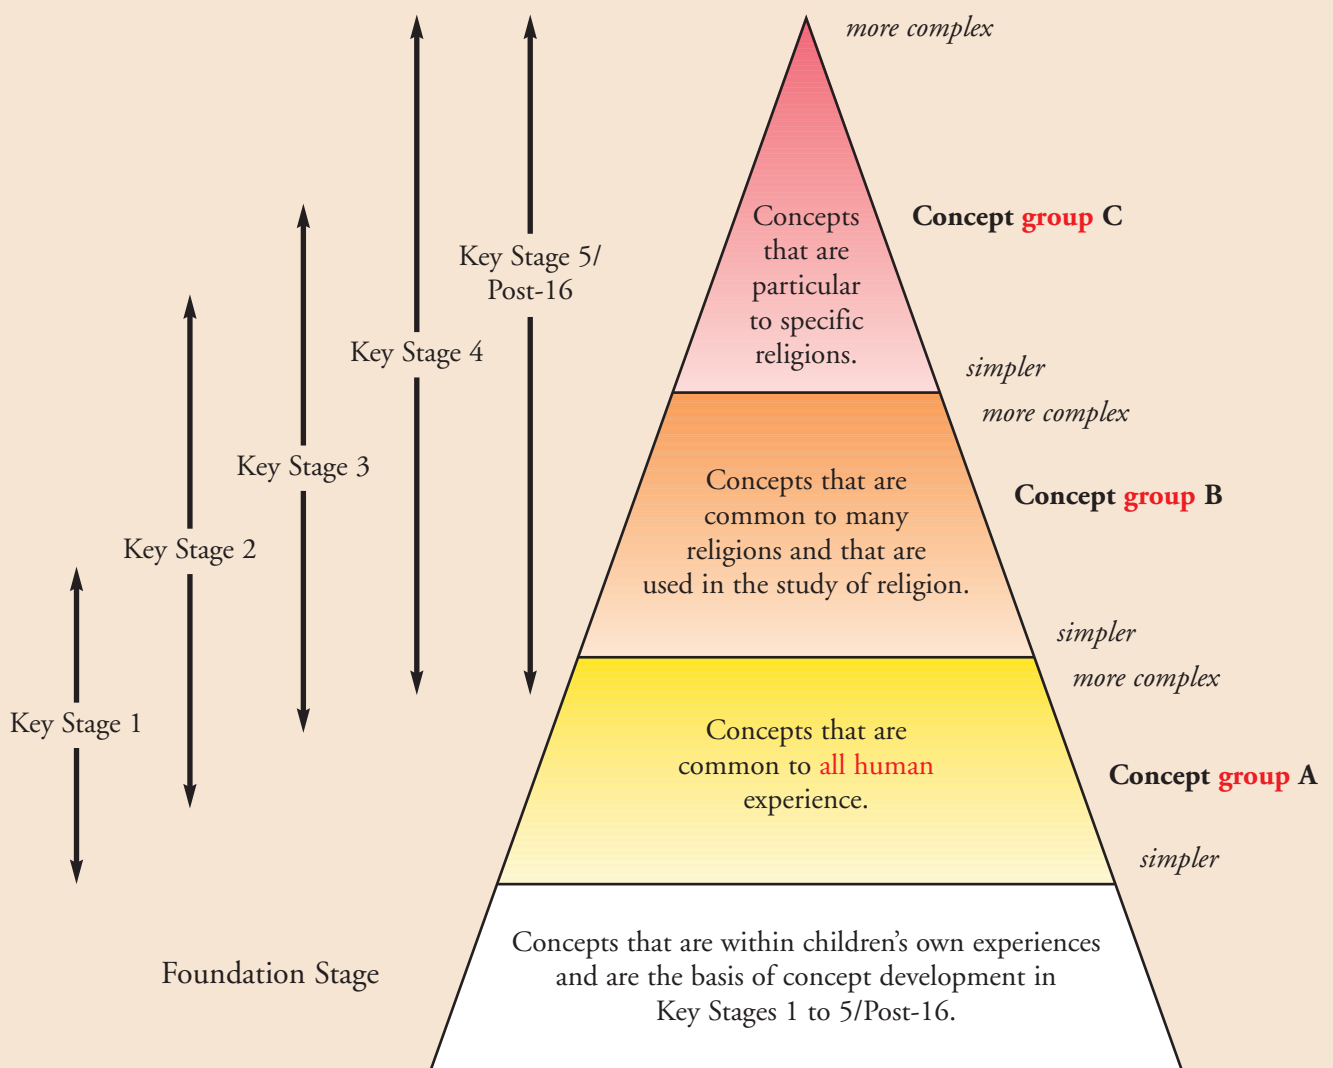 more complex
Concepts
that are
particular
to specific
religions.
Concept group C
simpler
more complex
Concepts that are
common to many
religions and that are
used in the study of religion.
Concept group B
simpler
more complex
Concepts that are
common to all human
experience.
Concept group A
simpler
Concepts that are within children’s own experiences
and are the basis of concept development in
Key Stages 1 to 5/Post-16.
Key Stage 5/
Post-16
Key Stage 4
Key Stage 3
Key Stage 2
Key Stage 1
Foundation Stage